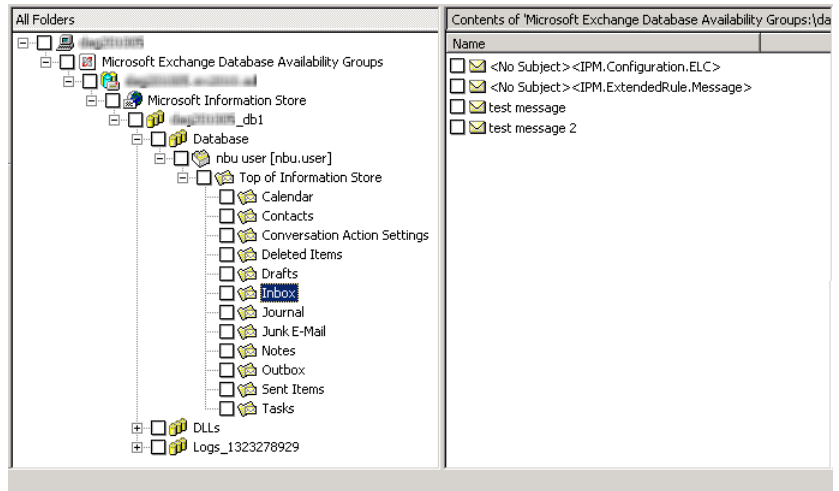 All Folders
Microsoft Exchange Database Availability Groups
Microsoft Information Store
_db1
Database
nbu user [nbu.user]
Top of Information Store
Calendar
Contacts
Conversation Action Settings
Deleted Items
Drafts
Inbox
Journal
Junk E-Mail
Notes
Outbox
Sent Items
Tasks
DLLs
Logs_1323278929
Contents of 'Microsoft Exchange Database Availability Groups:\da
Name
<No Subject><IPM.Configuration.ELC>
<No Subject><IPM.ExtendedRule.Message>
test message
test message 2